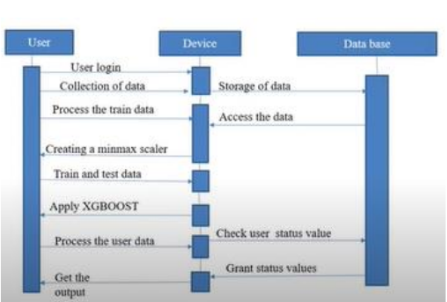 User
Device
Data base
User login
Collection of data
Storage of data
Process the train data
Access the data
Creating a minmax scaler
Train and test data
Apply XGBOOST
Process the user data
Check user status value
Grant status values
Get the
output